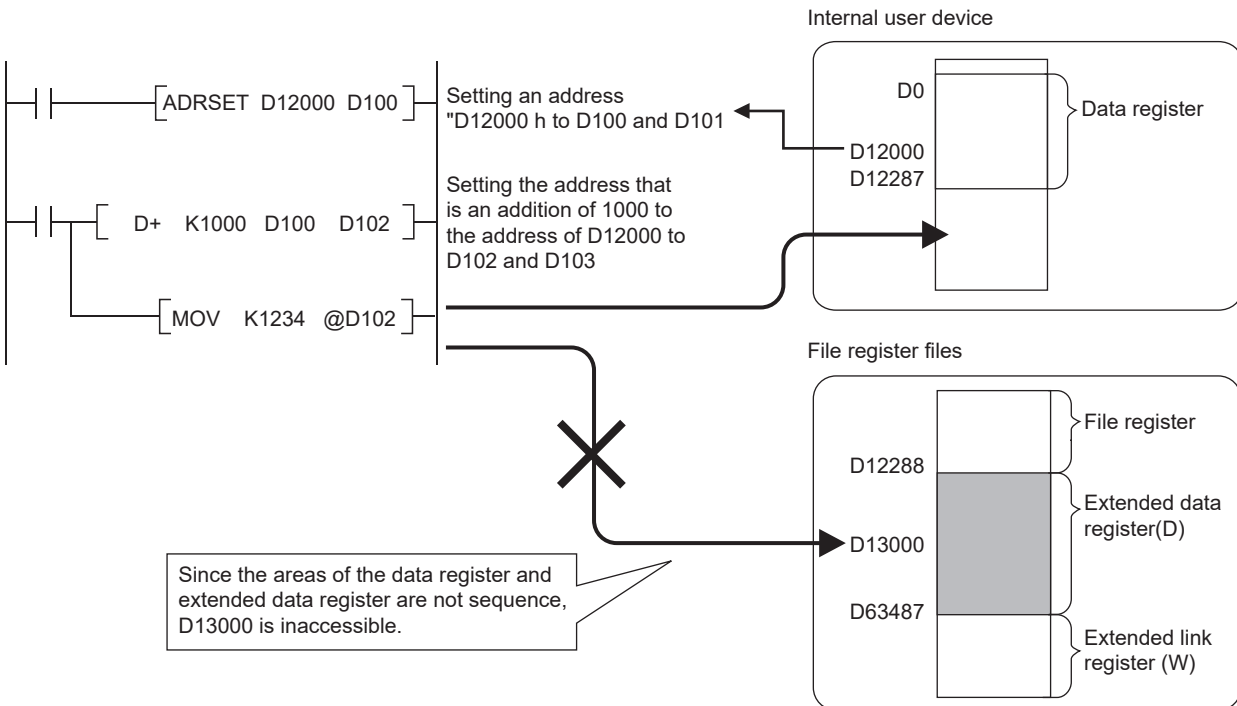 Internal user device
ADRSET D12000 D100
Setting an address
"D12000 h to D100 and D101
D0
Data register
D12000
D12287
D+ K1000 D100 D102
Setting the address that
is an addition of 1000 to
the address of D12000 to
D102 and D103
MOV K1234 @D102
File register files
File register
D12288
Extended data
register(D)
D13000
D63487
Extended link
register (W)
Since the areas of the data register and
extended data register are not sequence,
D13000 is inaccessible.